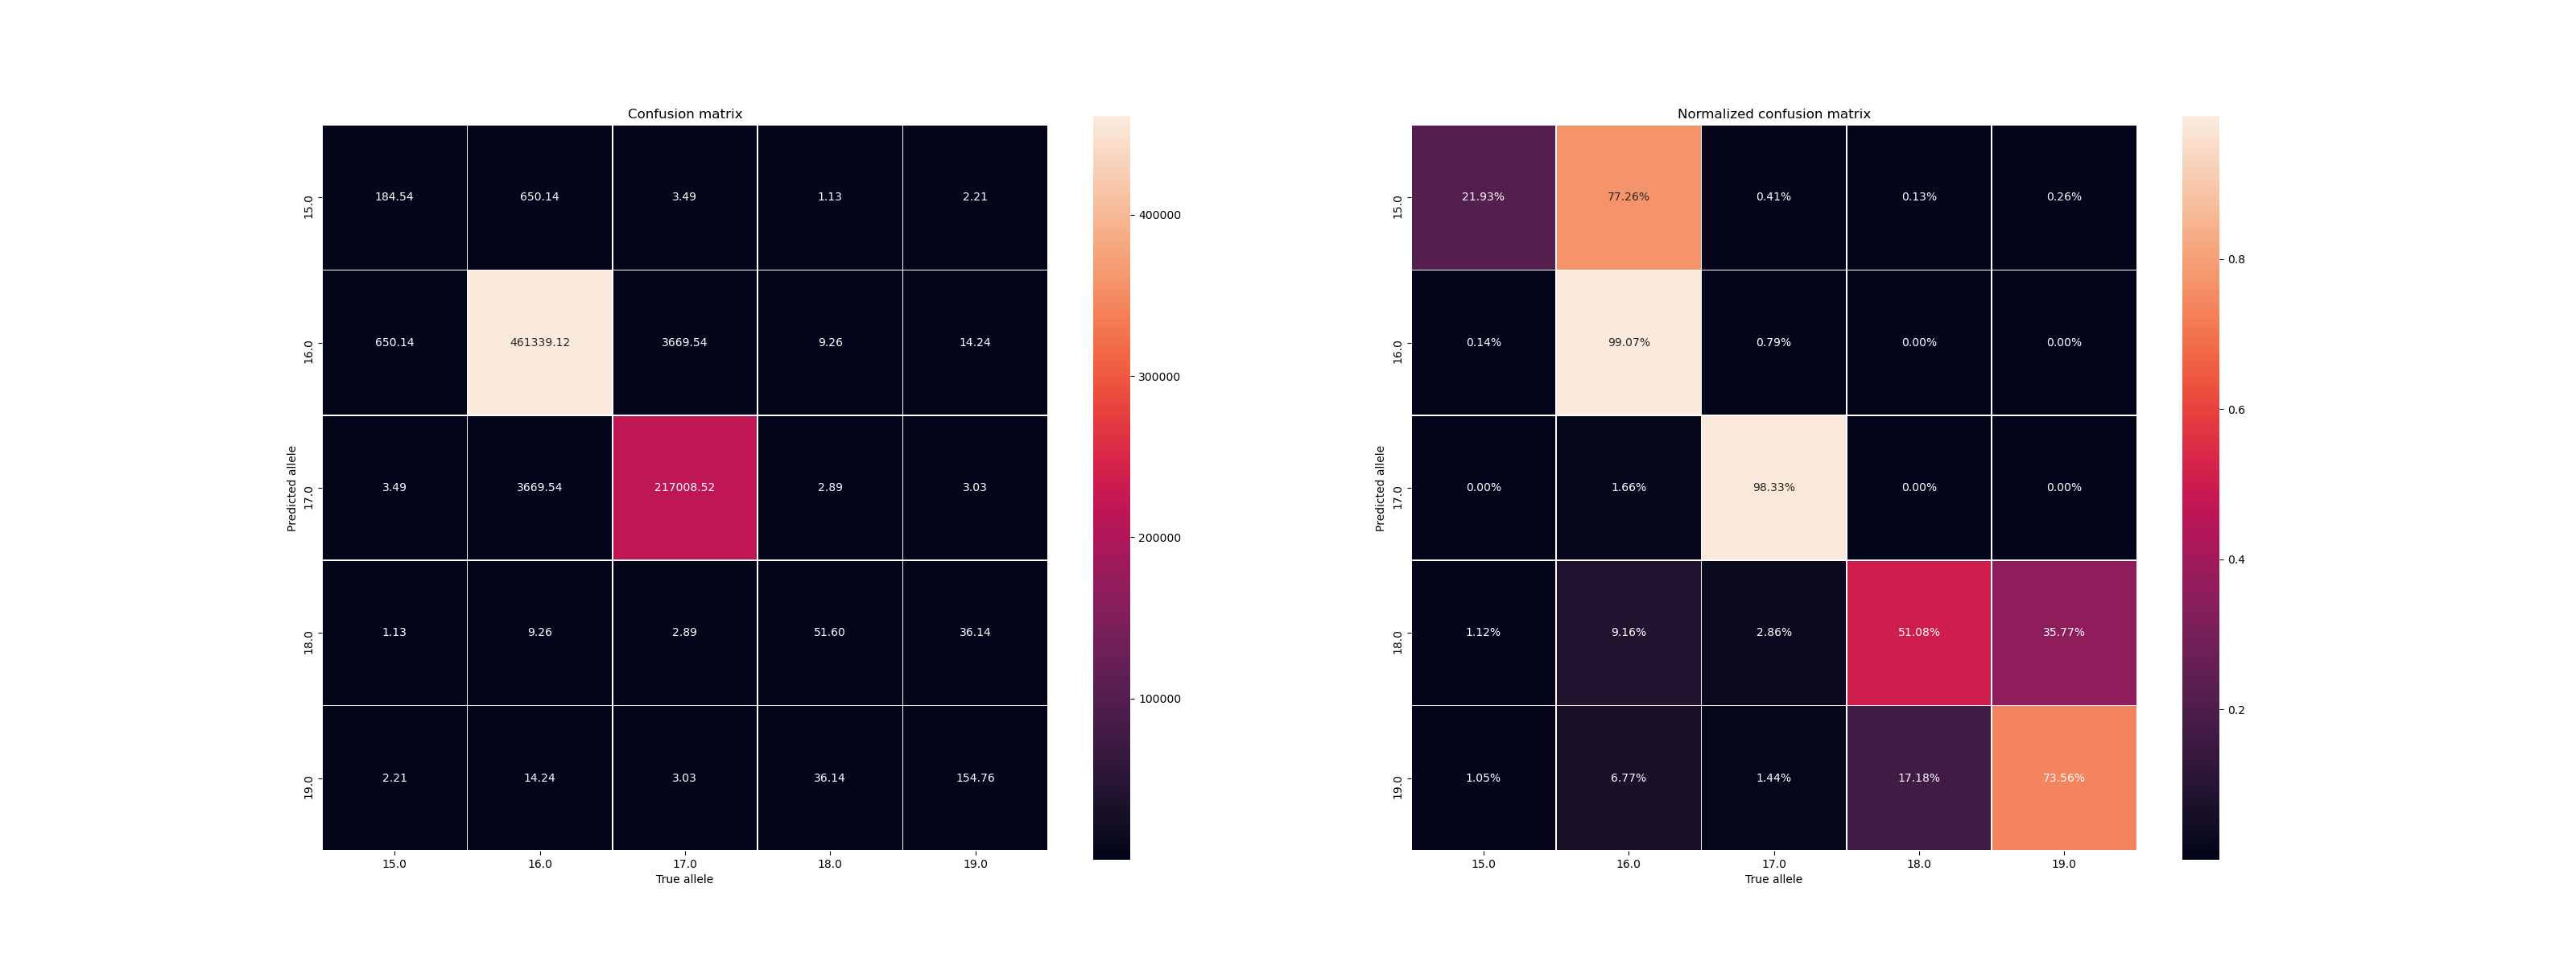 Confusion matrix
184.54 650.14 3.49 1.13 2.21
650.14 461339.12 3669.54 9.26 14.24
3.49 3669.54 217008.52 2.89 3.03
1.13 9.26 2.89 51.60 36.14
2.21 14.24 3.03 36.14 154.76
15.0
16.0
17.0
18.0
19.0
Predicted allele
15.0 16.0 17.0 18.0 19.0
True allele
400000
300000
200000
100000
Normalized confusion matrix
21.93% 77.26% 0.41% 0.13% 0.26%
0.14% 99.07% 0.79% 0.00% 0.00%
0.00% 1.66% 98.33% 0.00% 0.00%
1.12% 9.16% 2.86% 51.08% 35.77%
1.05% 6.77% 1.44% 17.18% 73.56%
15.0
16.0
17.0
18.0
19.0
Predicted allele
15.0 16.0 17.0 18.0 19.0
True allele
0.8
0.6
0.4
0.2